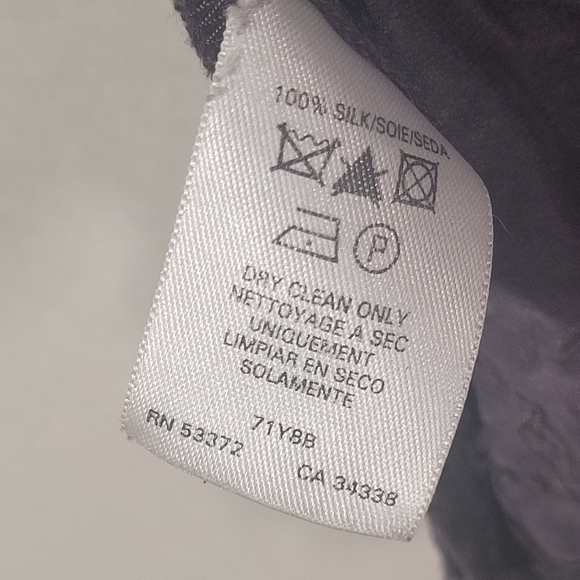 100% SILK/SOIE/SEDA
P
DRY CLEAN ONLY
NETTOYAGE A SEC
UNIQUEMENT
LIMPIAR EN SECO
SOLAMENTE
71Y8B
RN 53372
CA 34338